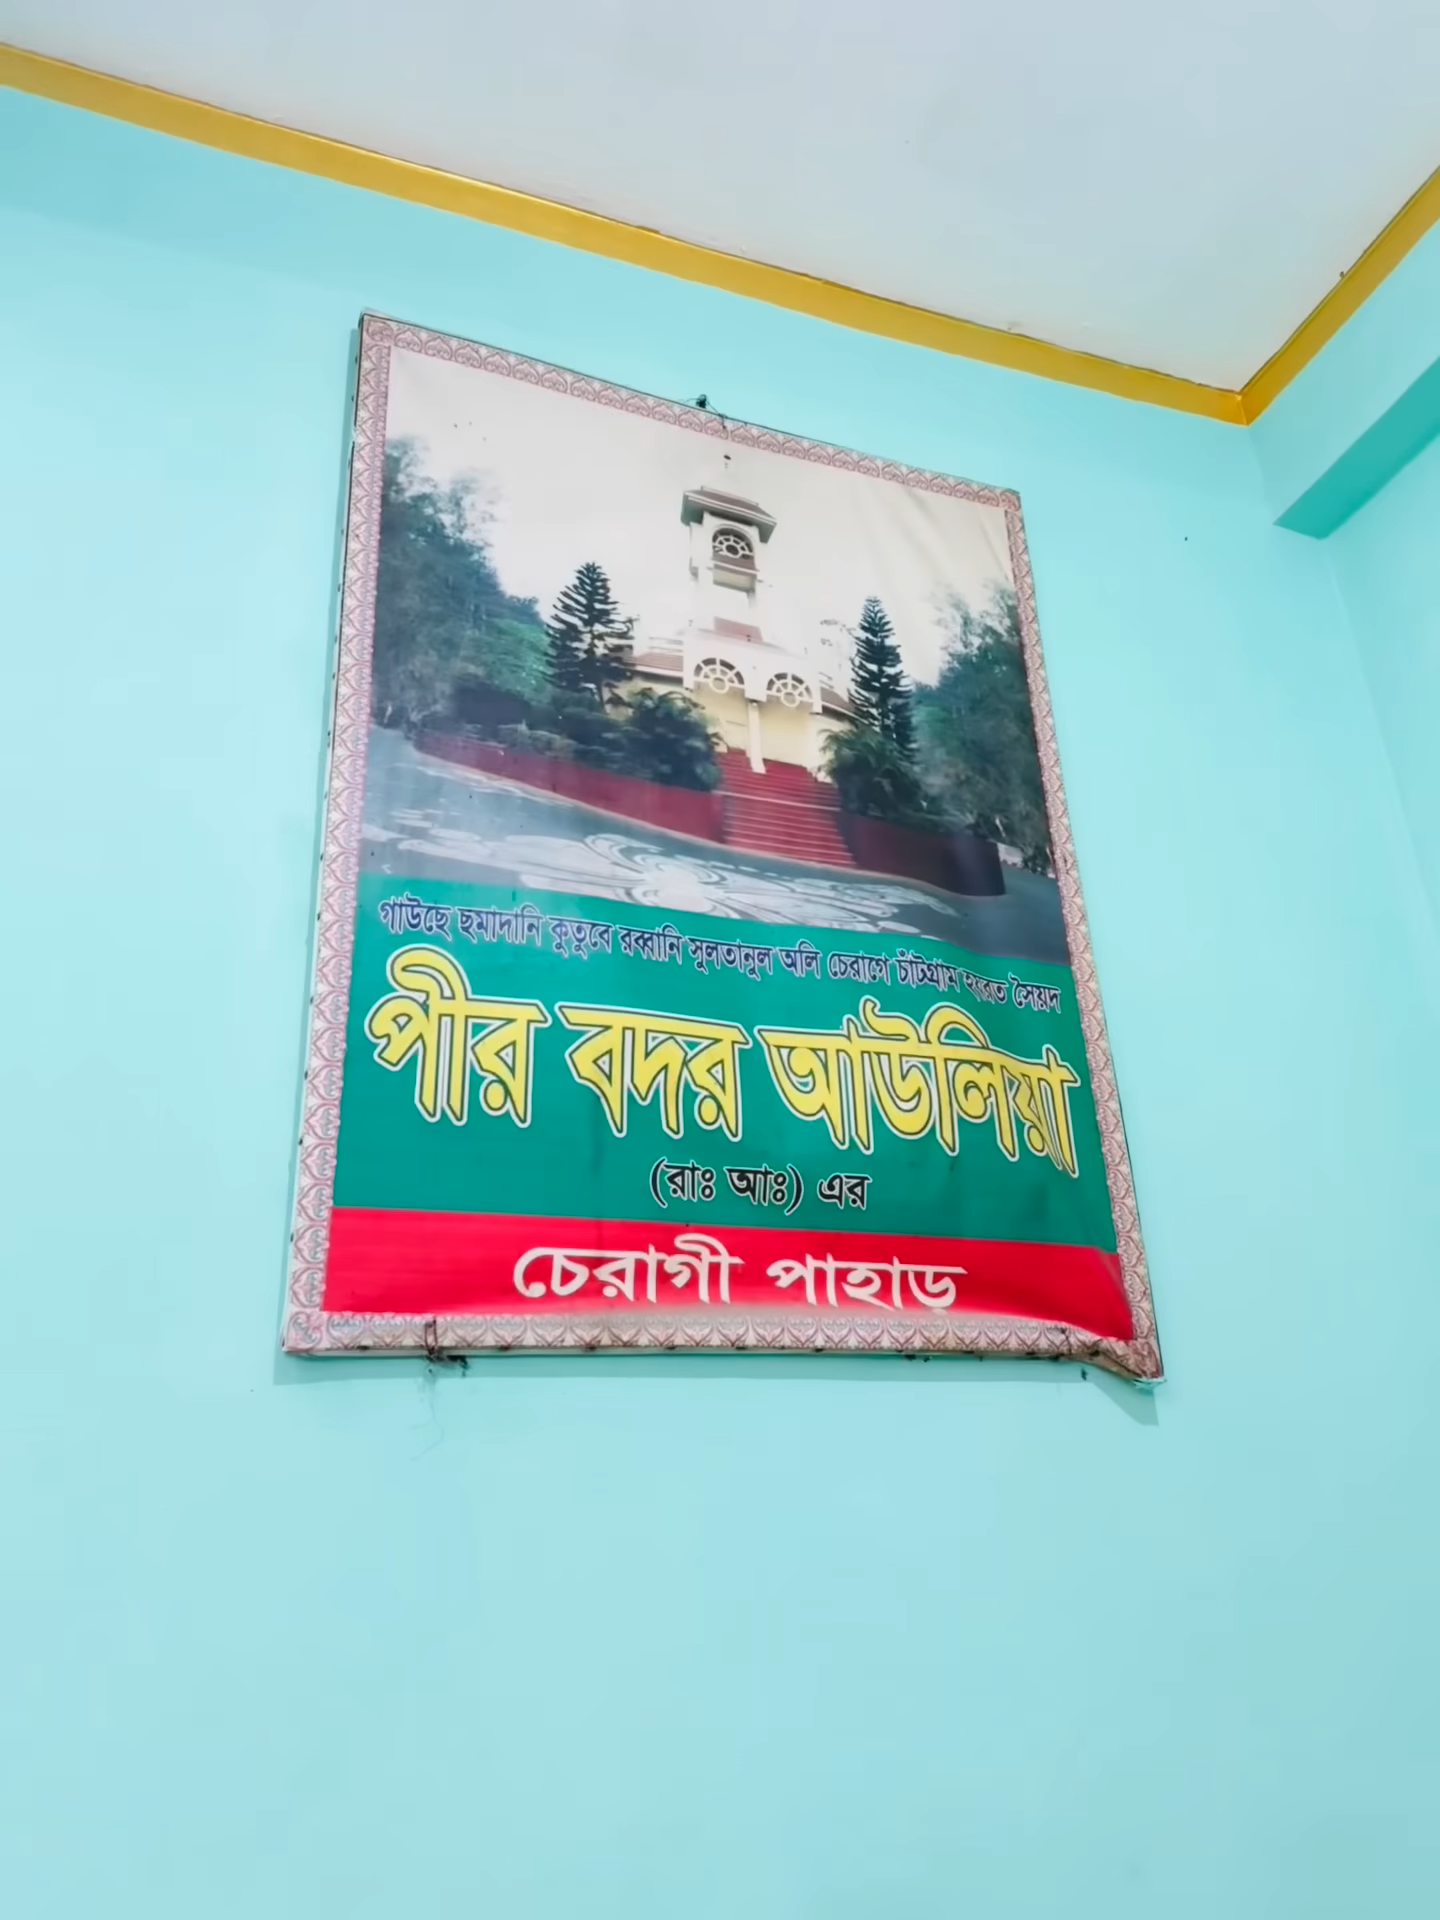 গাউছে ছমাদানি কুতুবে রব্বানি সুলতানুল অলি চেরাগে চাঁটগ্রাম হযরত সৈয়দ
পীর বদর আউলিয়া
(রাঃ আঃ) এর
চেরাগী পাহাড়